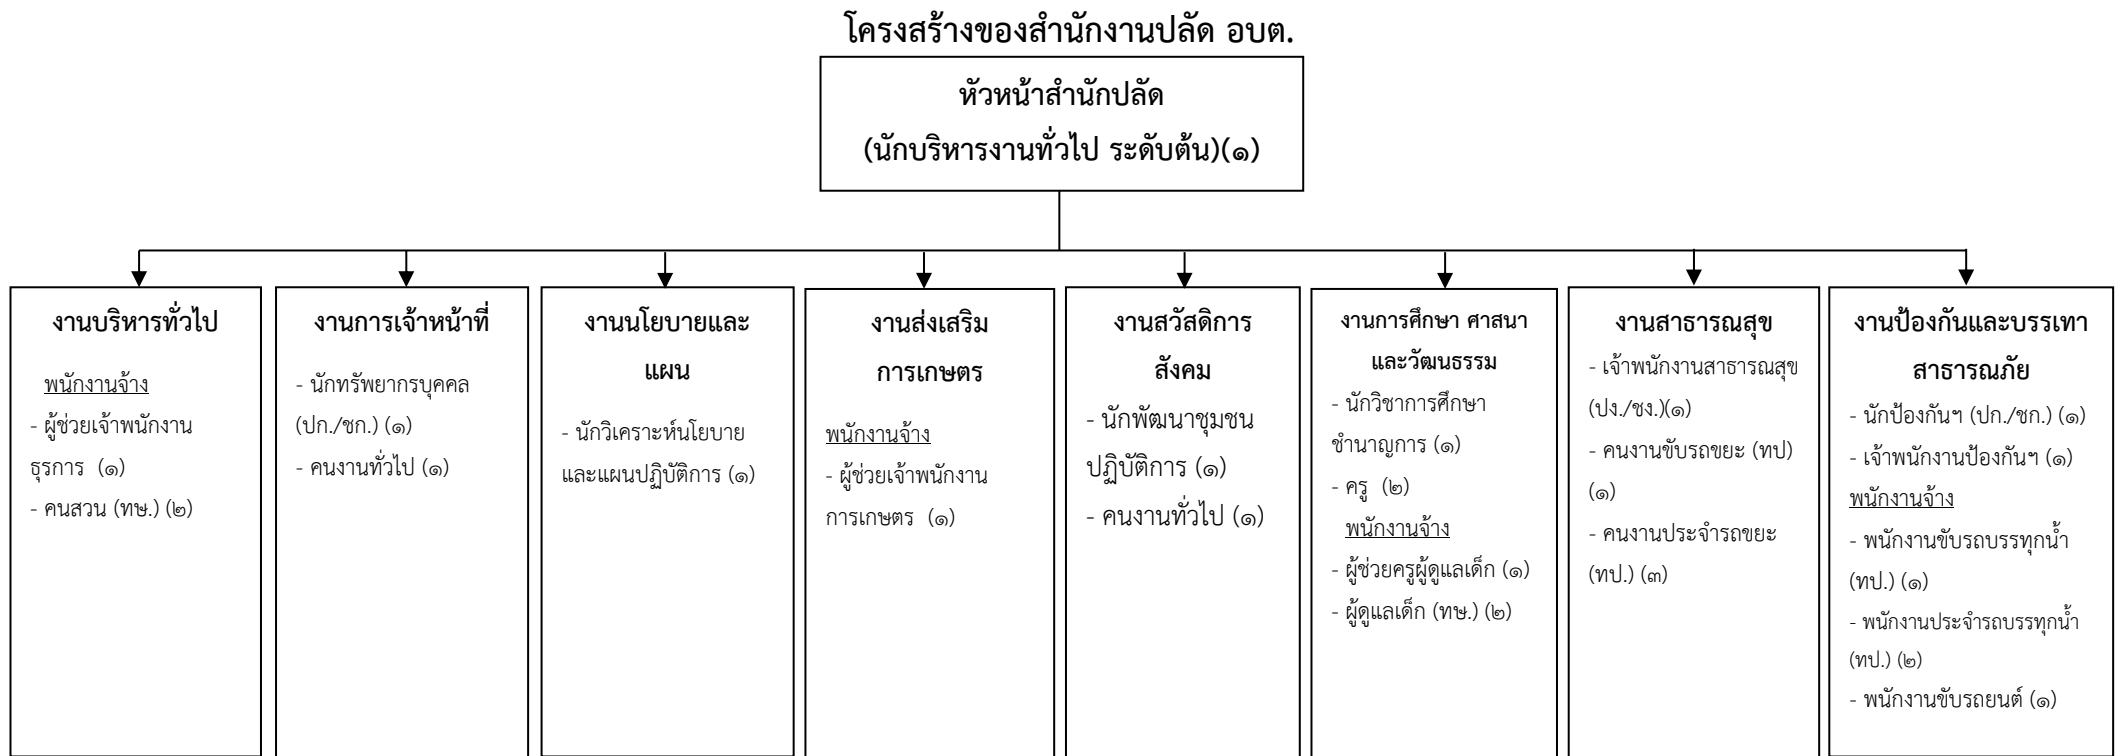 โครงสร้างของสำนักงานปลัด อบต.
หัวหน้าสำนักปลัด
(นักบริหารงานทั่วไป ระดับต้น)(๑)
งานบริหารทั่วไป
พนักงานจ้าง
- ผู้ช่วยเจ้าพนักงาน
ธุรการ (๑)
- คนสวน (ทษ.) (๒)
งานการเจ้าหน้าที่
- นักทรัพยากรบุคคล
(ปก./ชก.) (๑)
- คนงานทั่วไป (๑)
งานนโยบายและ
แผน
- นักวิเคราะห์นโยบาย
และแผนปฏิบัติการ (๑)
งานส่งเสริม
การเกษตร
พนักงานจ้าง
- ผู้ช่วยเจ้าพนักงาน
การเกษตร (๑)
งานสวัสดิการ
สังคม
- นักพัฒนาชุมชน
ปฏิบัติการ (๑)
- คนงานทั่วไป (๑)
งานการศึกษา ศาสนา
และวัฒนธรรม
- นักวิชาการศึกษา
ชำนาญการ (๑)
- ครู (๒)
พนักงานจ้าง
- ผู้ช่วยครูผู้ดูแลเด็ก (๑)
- ผู้ดูแลเด็ก (ทษ.) (๒)
งานสาธารณสุข
- เจ้าพนักงานสาธารณสุข
(ปง./ชง.)(๑)
- คนงานขับรถขยะ (ทป)
(๑)
- คนงานประจำรถขยะ
(ทป.) (๓)
งานป้องกันและบรรเทา
สาธารณภัย
- นักป้องกันฯ (ปก./ชก.) (๑)
- เจ้าพนักงานป้องกันฯ (๑)
พนักงานจ้าง
- พนักงานขับรถบรรทุกน้ำ
(ทป.) (๑)
- พนักงานประจำรถบรรทุกน้ำ
(ทป.) (๒)
- พนักงานขับรถยนต์ (๑)